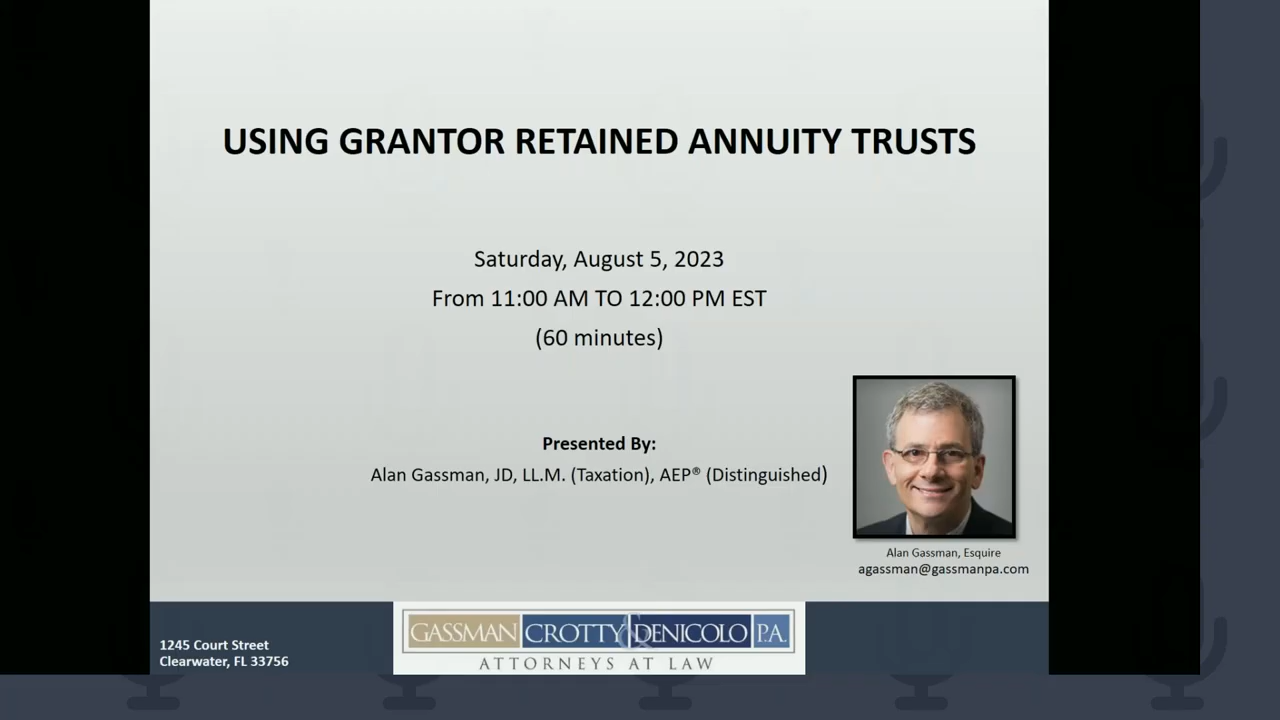 USING GRANTOR RETAINED ANNUITY TRUSTS
Saturday, August 5, 2023
From 11:00 AM TO 12:00 PM EST
(60 minutes)
Presented By:
Alan Gassman, JD, LL.M. (Taxation), AEP® (Distinguished)
Alan Gassman, Esquire
agassman@gassmanpa.com
1245 Court Street
Clearwater, FL 33756
GASSMAN CROTTY & DENICOLO P.A.
ATTORNEYS AT LAW